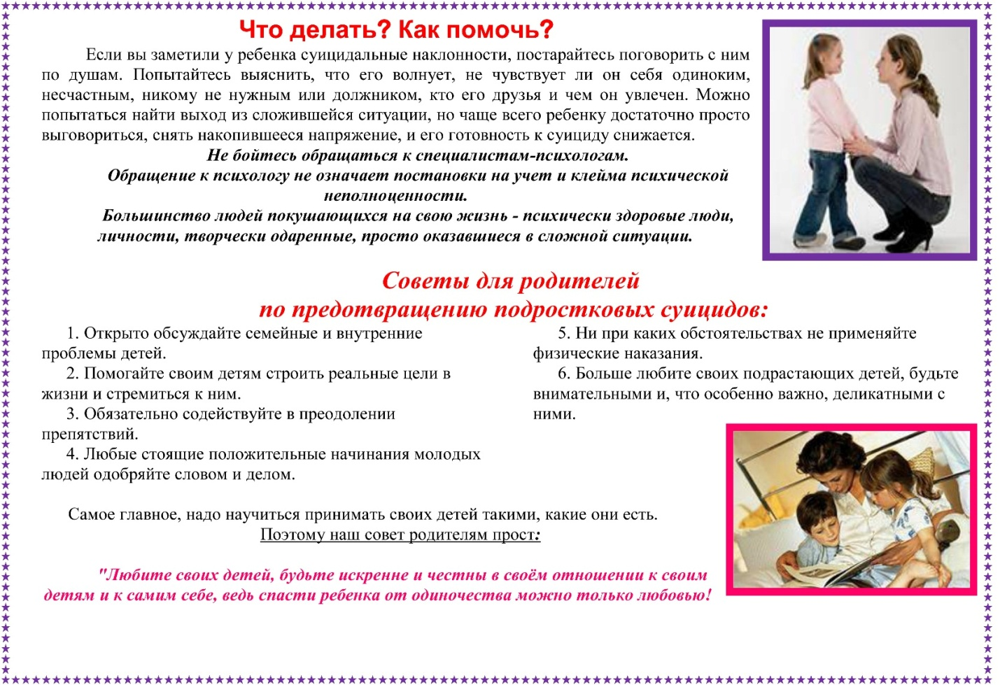 Что делать? Как помочь?
Если вы заметили у ребенка суицидальные наклонности, постарайтесь поговорить с ним
по душам. Попытайтесь выяснить, что его волнует, не чувствует ли он себя одиноким,
несчастным, никому не нужным или должником, кто его друзья и чем он увлечен. Можно
попытаться найти выход из сложившейся ситуации, но чаще всего ребенку достаточно просто
выговориться, снять накопившееся напряжение, и его готовность к суициду снижается.
Не бойтесь обращаться к специалистам-психологам.
Обращение к психологу не означает постановки на учет и клейма психической
неполноценности.
Большинство людей покушающихся на свою жизнь - психически здоровые люди,
личности, творчески одаренные, просто оказавшиеся в сложной ситуации.
Советы для родителей
по предотвращению подростковых суицидов:
1. Открыто обсуждайте семейные и внутренние
проблемы детей.
2. Помогайте своим детям строить реальные цели в
жизни и стремиться к ним.
3. Обязательно содействуйте в преодолении
препятствий.
4. Любые стоящие положительные начинания молодых
людей одобряйте словом и делом.
5. Ни при каких обстоятельствах не применяйте
физические наказания.
6. Больше любите своих подрастающих детей, будьте
внимательными и, что особенно важно, деликатными с
ними.
Самое главное, надо научиться принимать своих детей такими, какие они есть.
Поэтому наш совет родителям прост:
"Любите своих детей, будьте искренне и честны в своём отношении к своим
детям и к самим себе, ведь спасти ребенка от одиночества можно только любовью!